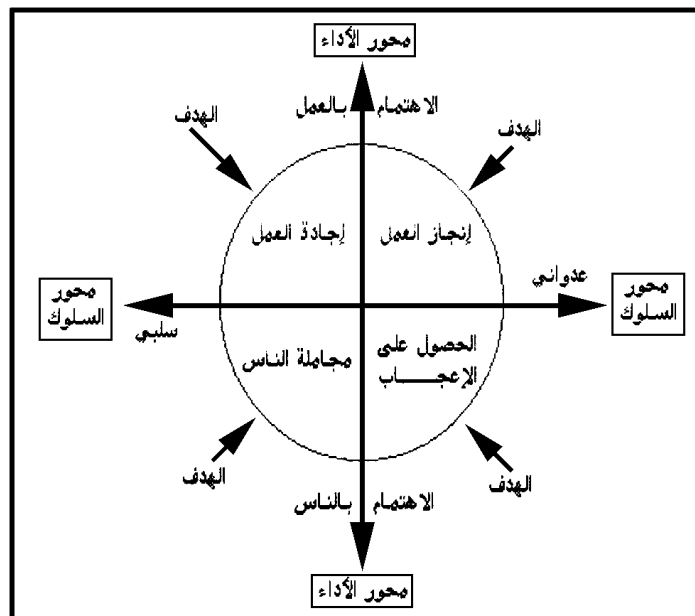 محور الأداء
الاهتمام بالعمل
الهدف
الهدف
إنجاز العمل
إجادة العمل
محور
السلوك
عدواني
سلبي
محور
السلوك
الحصول على
الإعجــــاب
مجاملة الناس
الهدف
الهدف
الاهتمام بالناس
محور الأداء